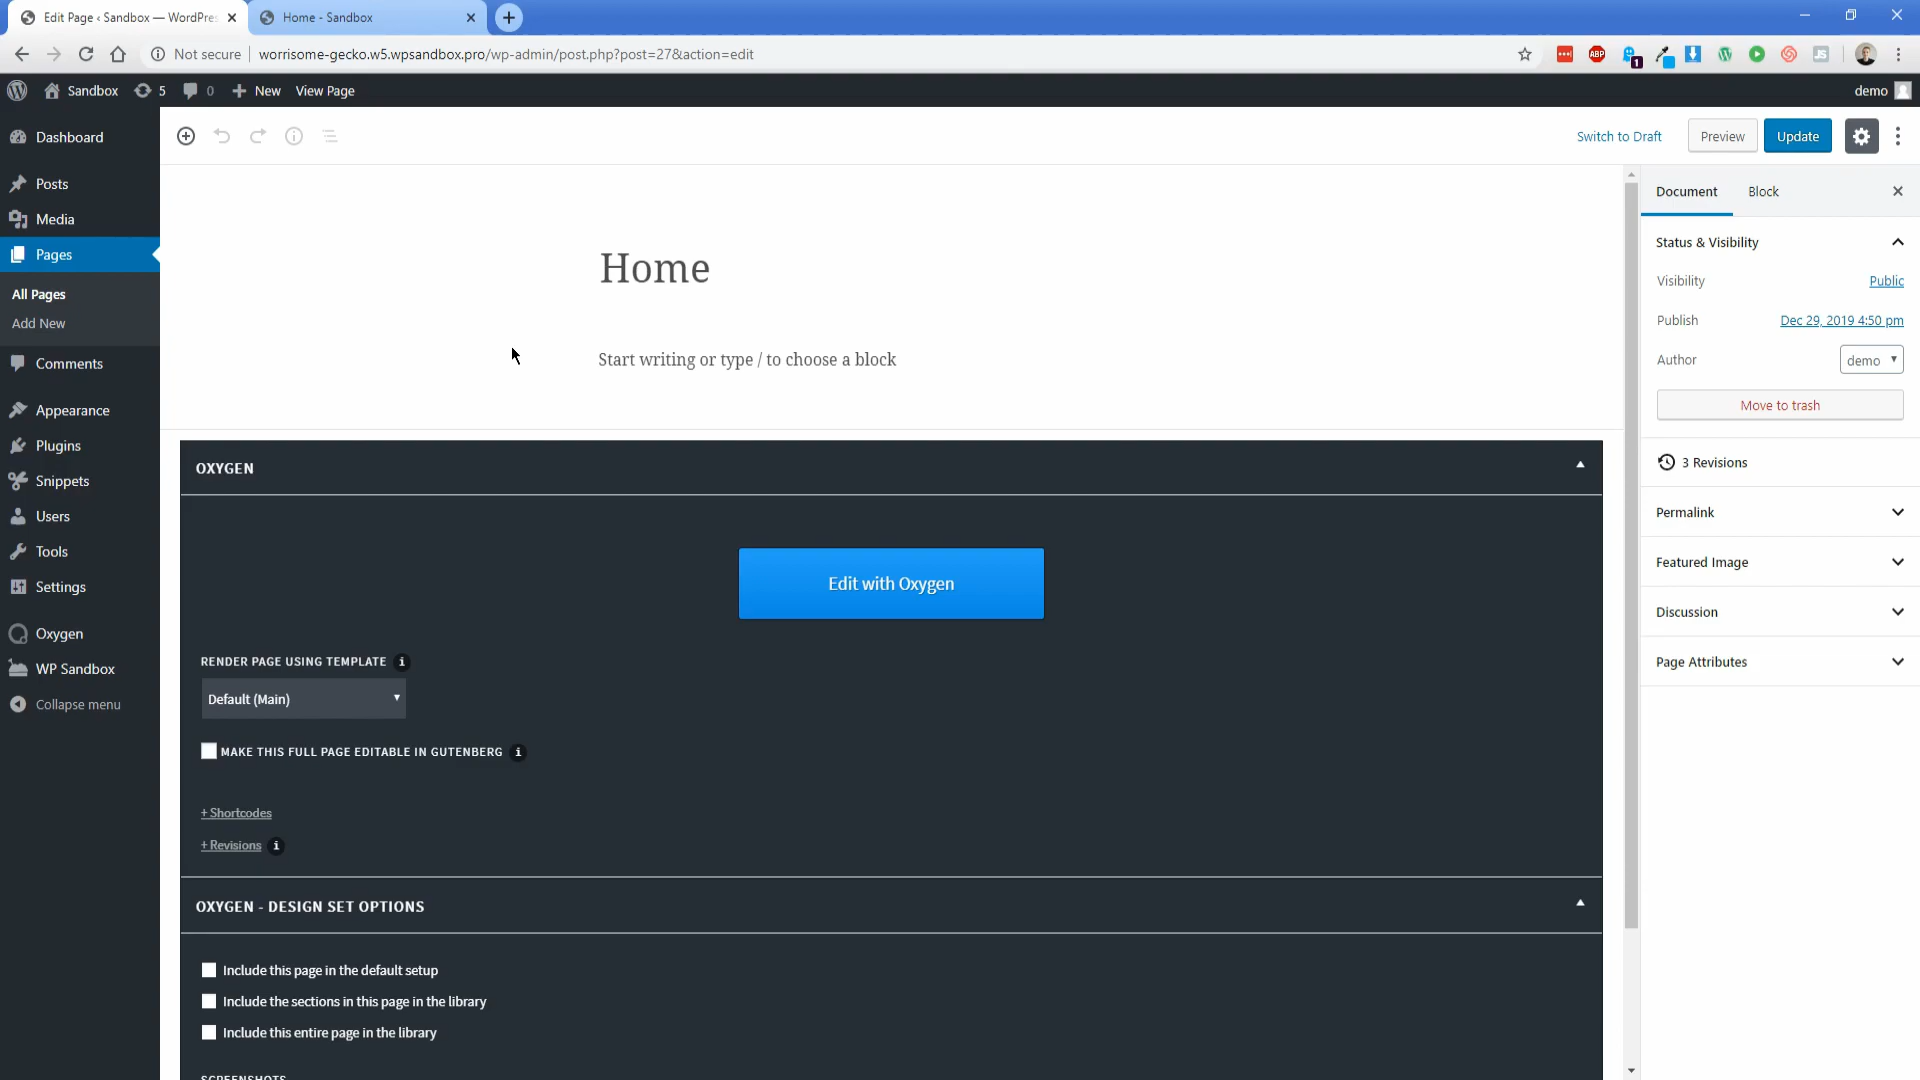 Edit Page ‹ Sandbox — WordPres
Home - Sandbox
Not secure
worrisome-gecko.w5.wpsandbox.pro/wp-admin/post.php?post=27&action=edit
ABP
1
JS
Sandbox
5
0
New
View Page
demo
Dashboard
Posts
Media
Pages
All Pages
Add New
Comments
Appearance
Plugins
Snippets
Users
Tools
Settings
Oxygen
WP Sandbox
Collapse menu
Switch to Draft
Preview
Update
Home
Start writing or type / to choose a block
OXYGEN
Edit with Oxygen
RENDER PAGE USING TEMPLATE i
Default (Main)
MAKE THIS FULL PAGE EDITABLE IN GUTENBERG i
+ Shortcodes
+ Revisions i
OXYGEN - DESIGN SET OPTIONS
Include this page in the default setup
Include the sections in this page in the library
Include this entire page in the library
SCREENSHOTS
Document
Block
Status & Visibility
Visibility
Public
Publish
Dec 29, 2019 4:50 pm
Author
demo
Move to trash
3 Revisions
Permalink
Featured Image
Discussion
Page Attributes